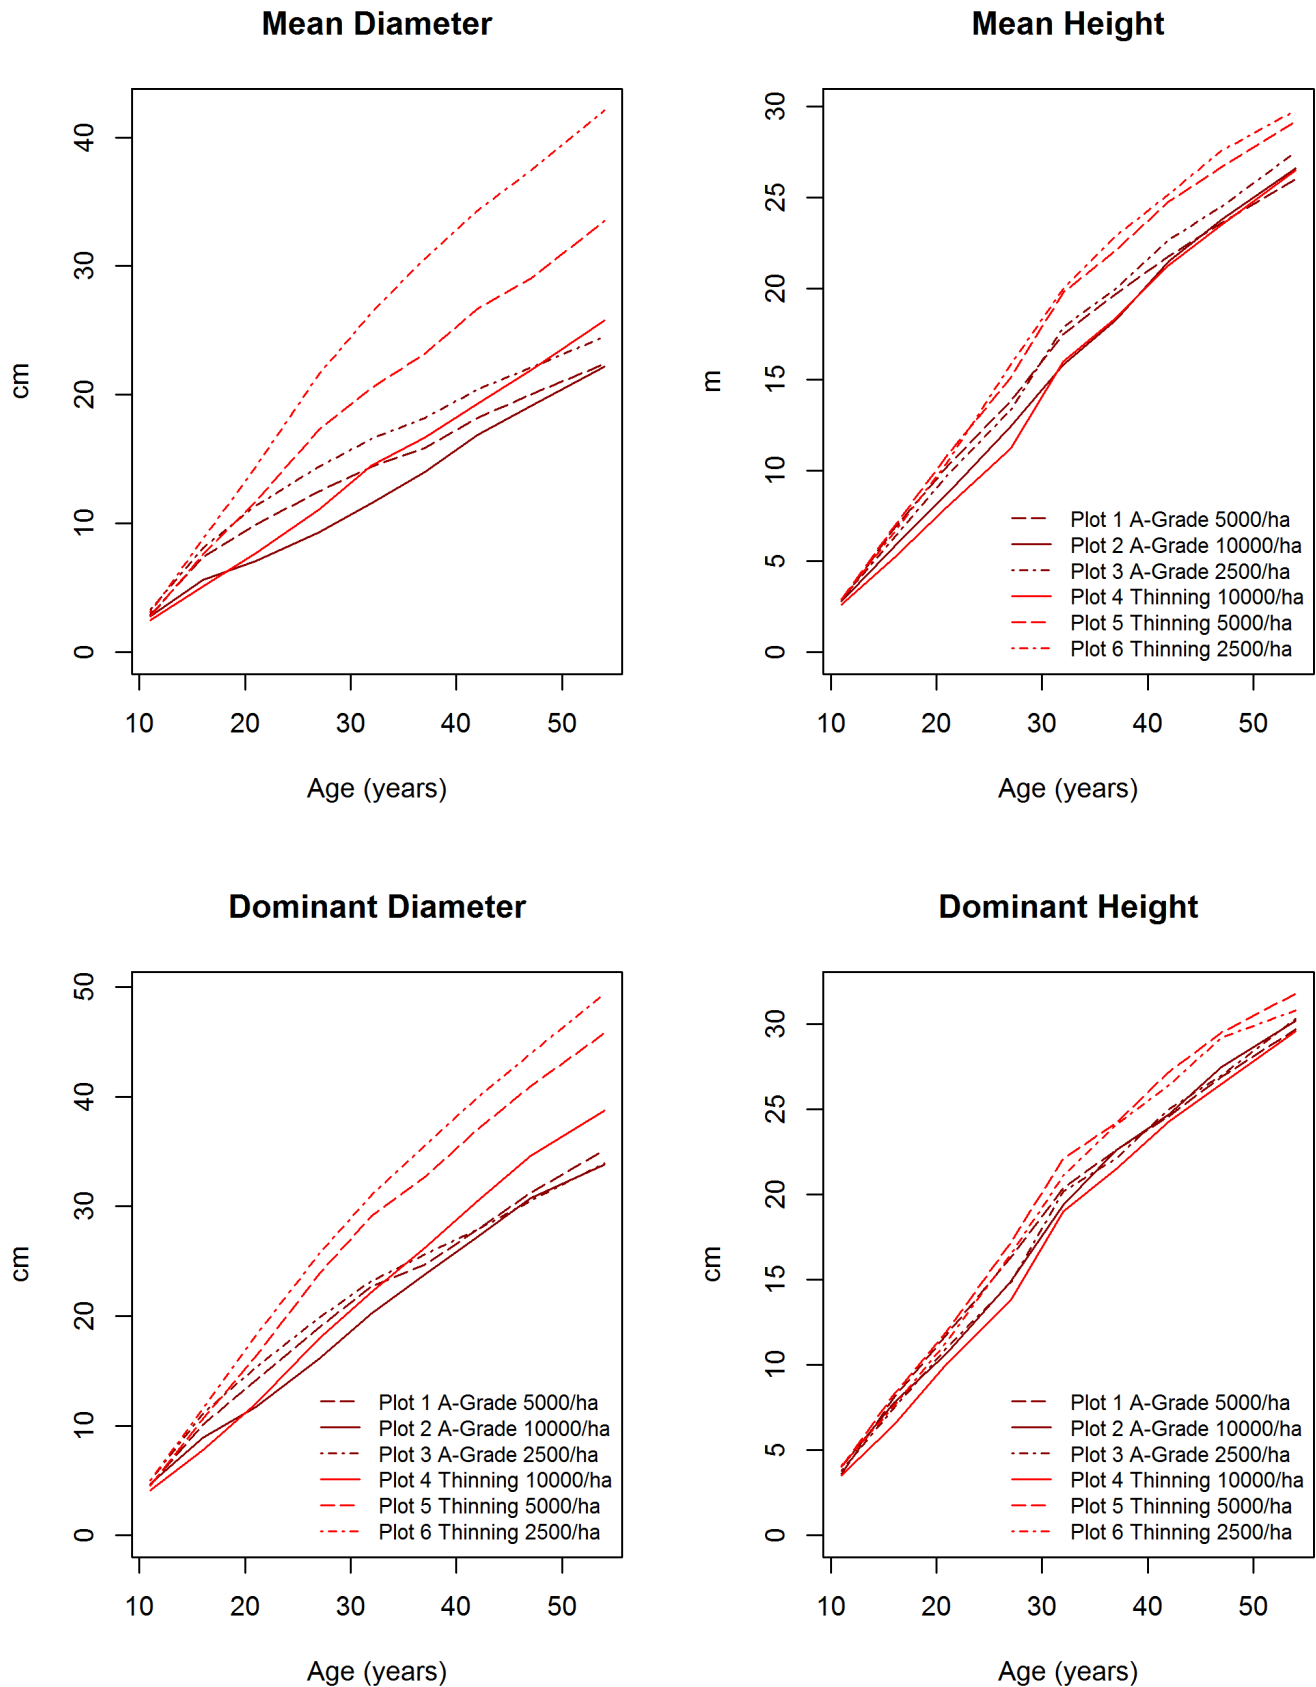 Mean Diameter
cm
40
30
20
10
0
10 20 30 40 50
Age (years)
Mean Height
m
30
25
20
15
10
5
0
Plot 1 A-Grade 5000/ha
Plot 2 A-Grade 10000/ha
Plot 3 A-Grade 2500/ha
Plot 4 Thinning 10000/ha
Plot 5 Thinning 5000/ha
Plot 6 Thinning 2500/ha
10 20 30 40 50
Age (years)
Dominant Diameter
cm
50
40
30
20
10
0
Plot 1 A-Grade 5000/ha
Plot 2 A-Grade 10000/ha
Plot 3 A-Grade 2500/ha
Plot 4 Thinning 10000/ha
Plot 5 Thinning 5000/ha
Plot 6 Thinning 2500/ha
10 20 30 40 50
Age (years)
Dominant Height
cm
30
25
20
15
10
5
0
Plot 1 A-Grade 5000/ha
Plot 2 A-Grade 10000/ha
Plot 3 A-Grade 2500/ha
Plot 4 Thinning 10000/ha
Plot 5 Thinning 5000/ha
Plot 6 Thinning 2500/ha
10 20 30 40 50
Age (years)